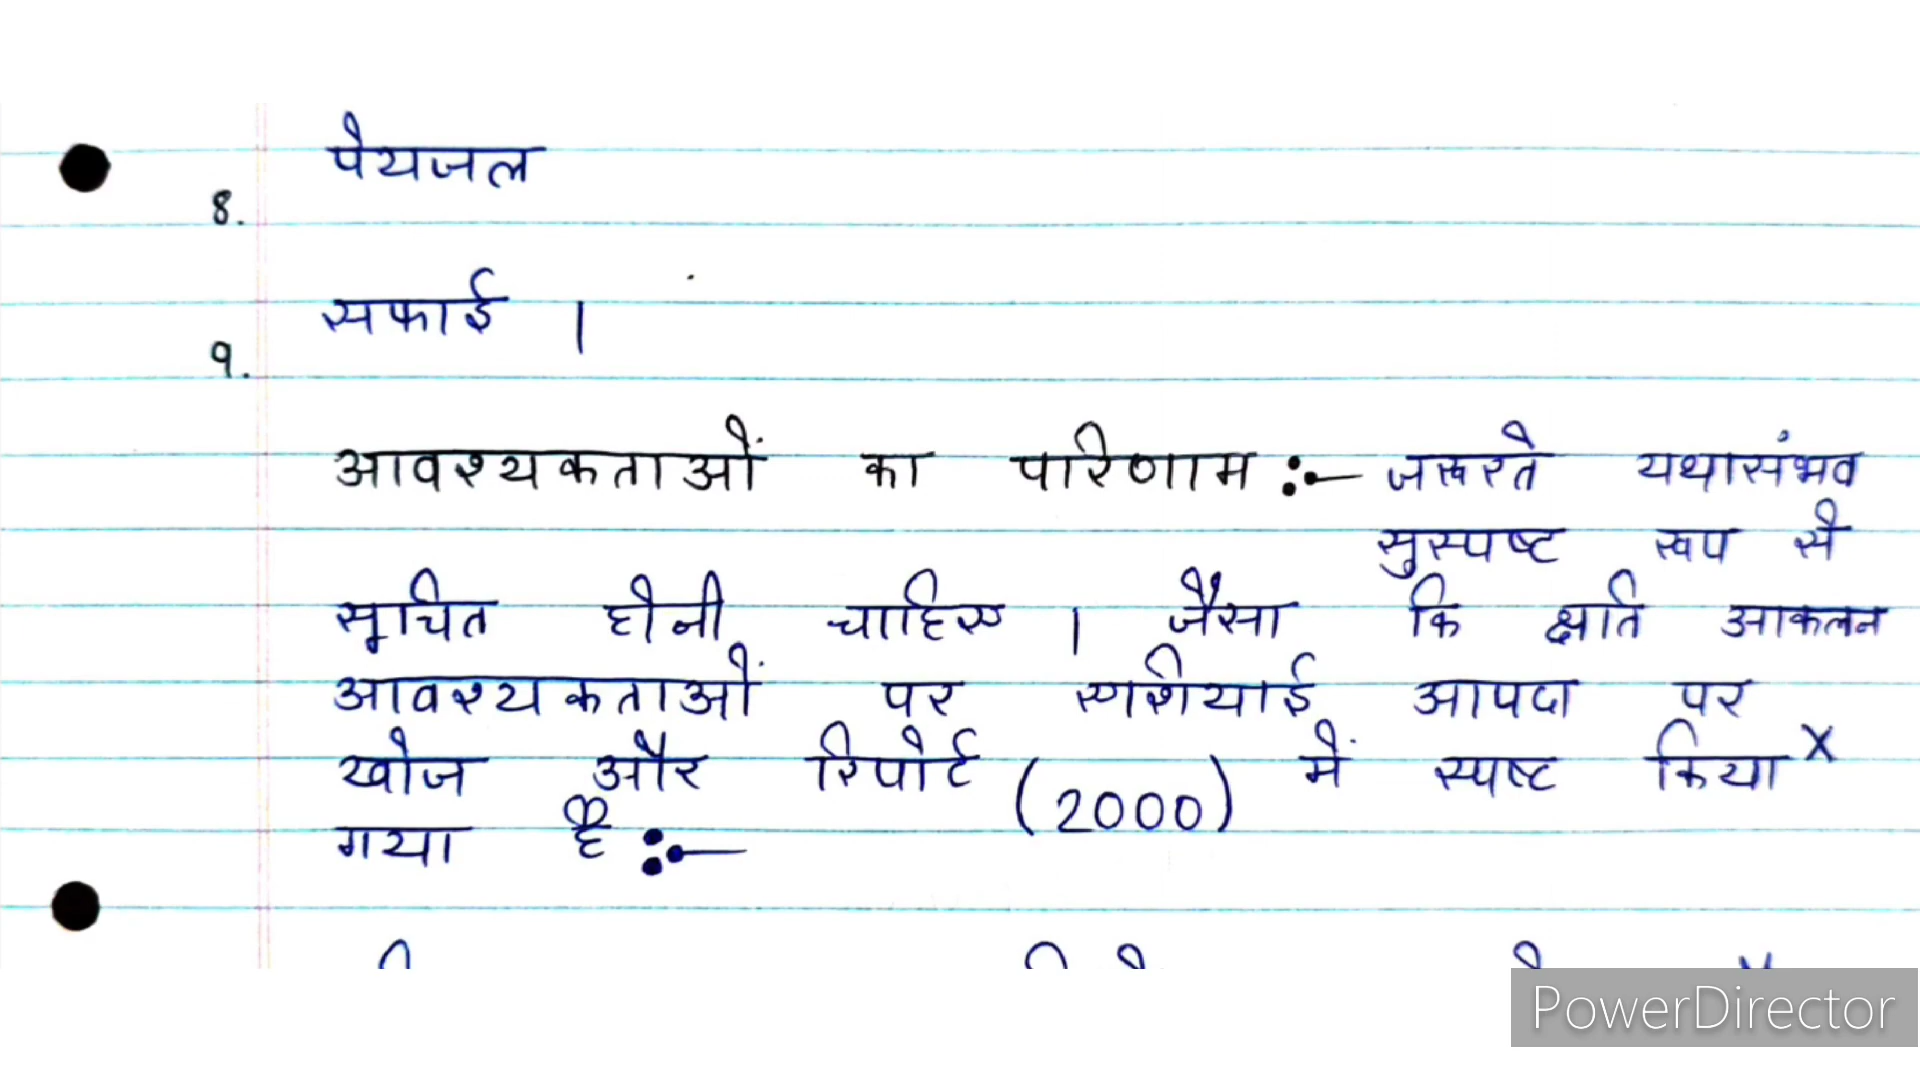 पेयजल
8.
सफाई ।
9.
आवश्यकताओं का परिणाम :- जरूरते यथासंभव
सुस्पष्ट रूप से
सूचित होनी चाहिए । जैसा कि क्षति आकलन
आवश्यकताओं पर एशियाई आपदा पर
खोज और रिपोर्ट (2000) में स्पष्ट किया x
गया है :-
PowerDirector